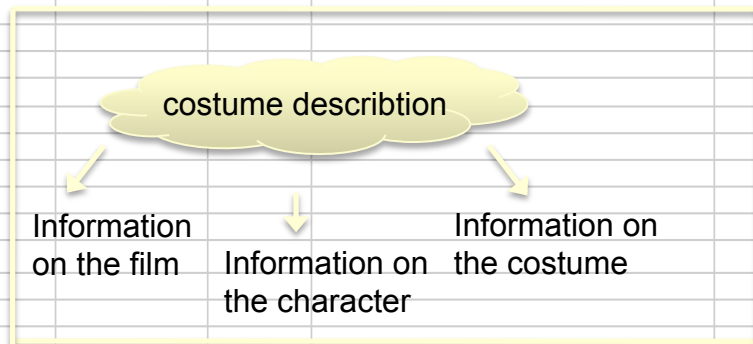 costume describtion
Information
on the film
Information on
the character
Information on
the costume